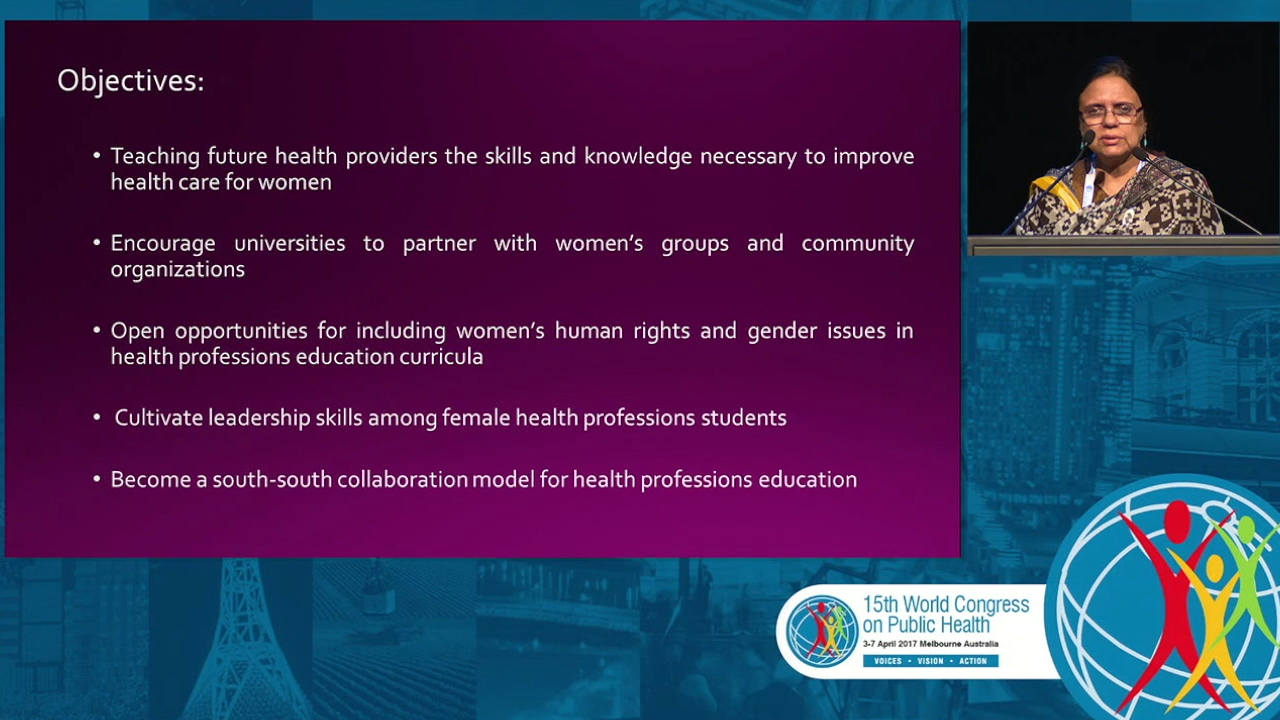 Objectives:
• Teaching future health providers the skills and knowledge necessary to improve
health care for women
• Encourage universities to partner with women's groups and community
organizations
• Open opportunities for including women's human rights and gender issues in
health professions education curricula
• Cultivate leadership skills among female health professions students
• Become a south-south collaboration model for health professions education
15th World Congress
on Public Health
3-7 April 2017 Melbourne Australia
VOICES • VISION • ACTION